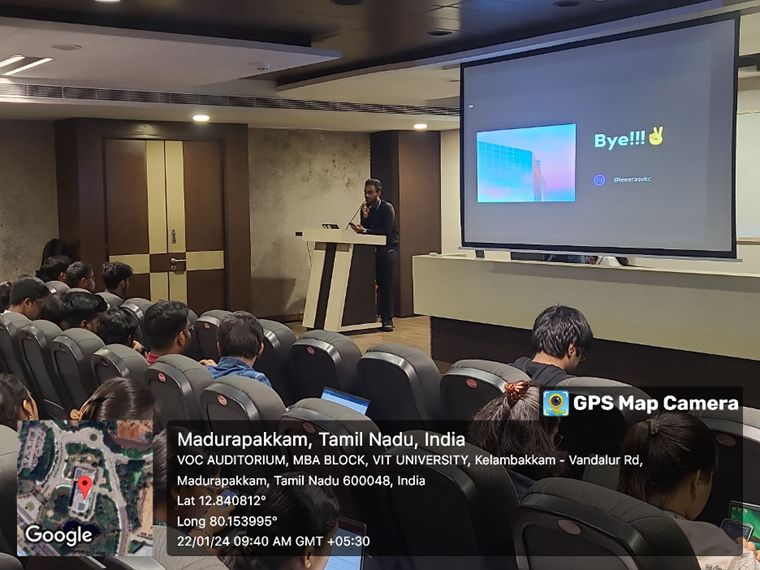 Bye!!!✌️
@ieeerasvitc
GPS Map Camera
Madurapakkam, Tamil Nadu, India
VOC AUDITORIUM, MBA BLOCK, VIT UNIVERSITY, Kelambakkam - Vandalur Rd,
Madurapakkam, Tamil Nadu 600048, India
Lat 12.840812°
Long 80.153995°
22/01/24 09:40 AM GMT +05:30
Google